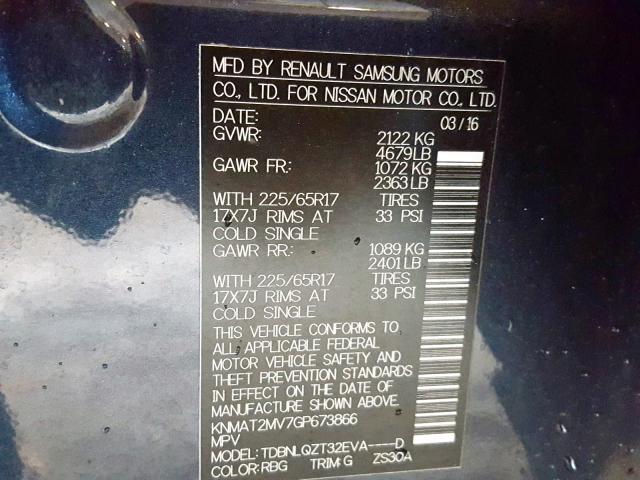 MFD BY RENAULT SAMSUNG MOTORS
CO., LTD. FOR NISSAN MOTOR CO., LTD.
DATE: 03/16
GVWR: 2122 KG
4679LB
GAWR FR: 1072 KG
2363LB
WITH 225/65R17 TIRES
17X7J RIMS AT 33 PSI
COLD SINGLE
GAWR RR: 1089 KG
2401LB
WITH 225/65R17 TIRES
17X7J RIMS AT 33 PSI
COLD SINGLE
THIS VEHICLE CONFORMS TO
ALL APPLICABLE FEDERAL
MOTOR VEHICLE SAFETY AND
THEFT PREVENTION STANDARDS
IN EFFECT ON THE DATE OF
MANUFACTURE SHOWN ABOVE.
KNMAT2MV7GP673866
MPV
TDBNLQZT32EVA----D
COLOR:RBG TRIM:G ZS30A